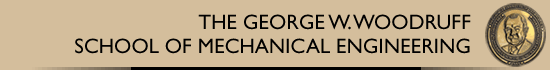 THE GEORGE W. WOODRUFF
SCHOOL OF MECHANICAL ENGINEERING